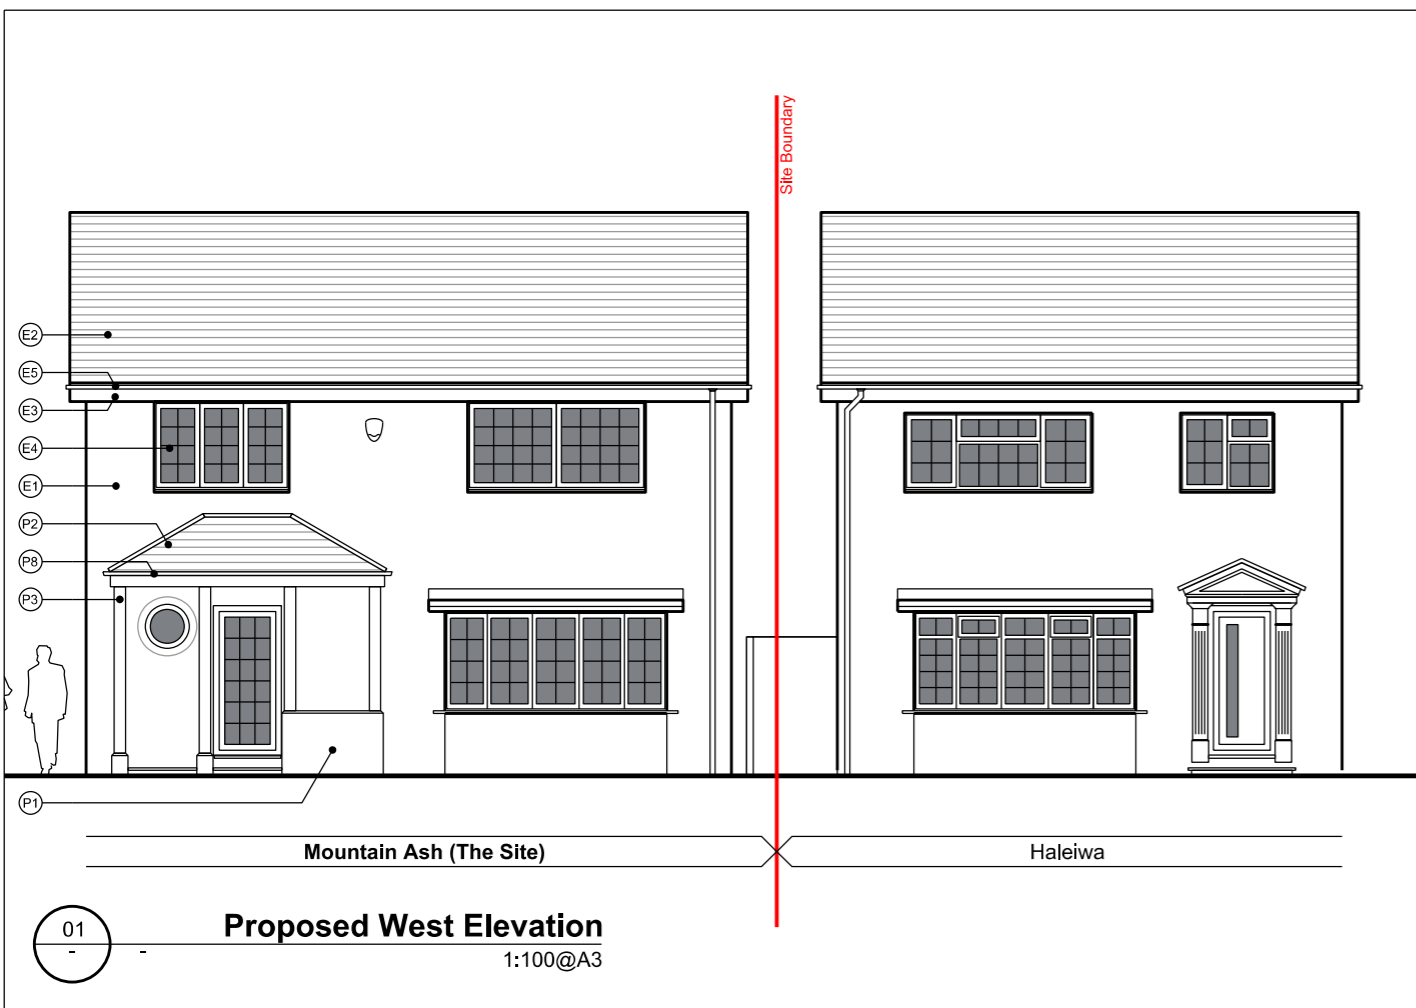 Site Boundary
E2
E5
E3
E4
E1
P2
P8
P3
P1
Mountain Ash (The Site)
Haleiwa
01
-
-
Proposed West Elevation
1:100@A3